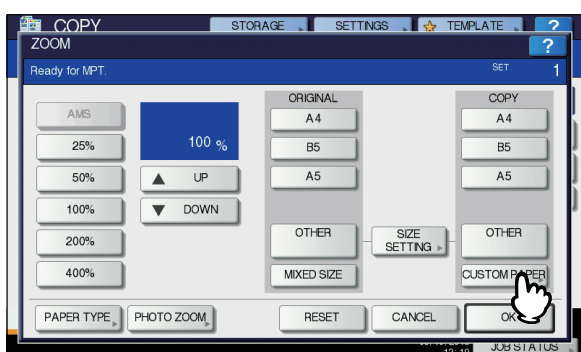 COPY STORAGE SETTINGS TEMPLATE ?
ZOOM ?
Ready for MPT. SET 1
ORIGINAL COPY
AMS A4 A4
100 %
25% B5 B5
50% UP A5 A5
100% DOWN
200% OTHER SIZE SETTING OTHER
400% MIXED SIZE CUSTOM PAPER
PAPER TYPE PHOTO ZOOM RESET CANCEL OK
JOB STATUS